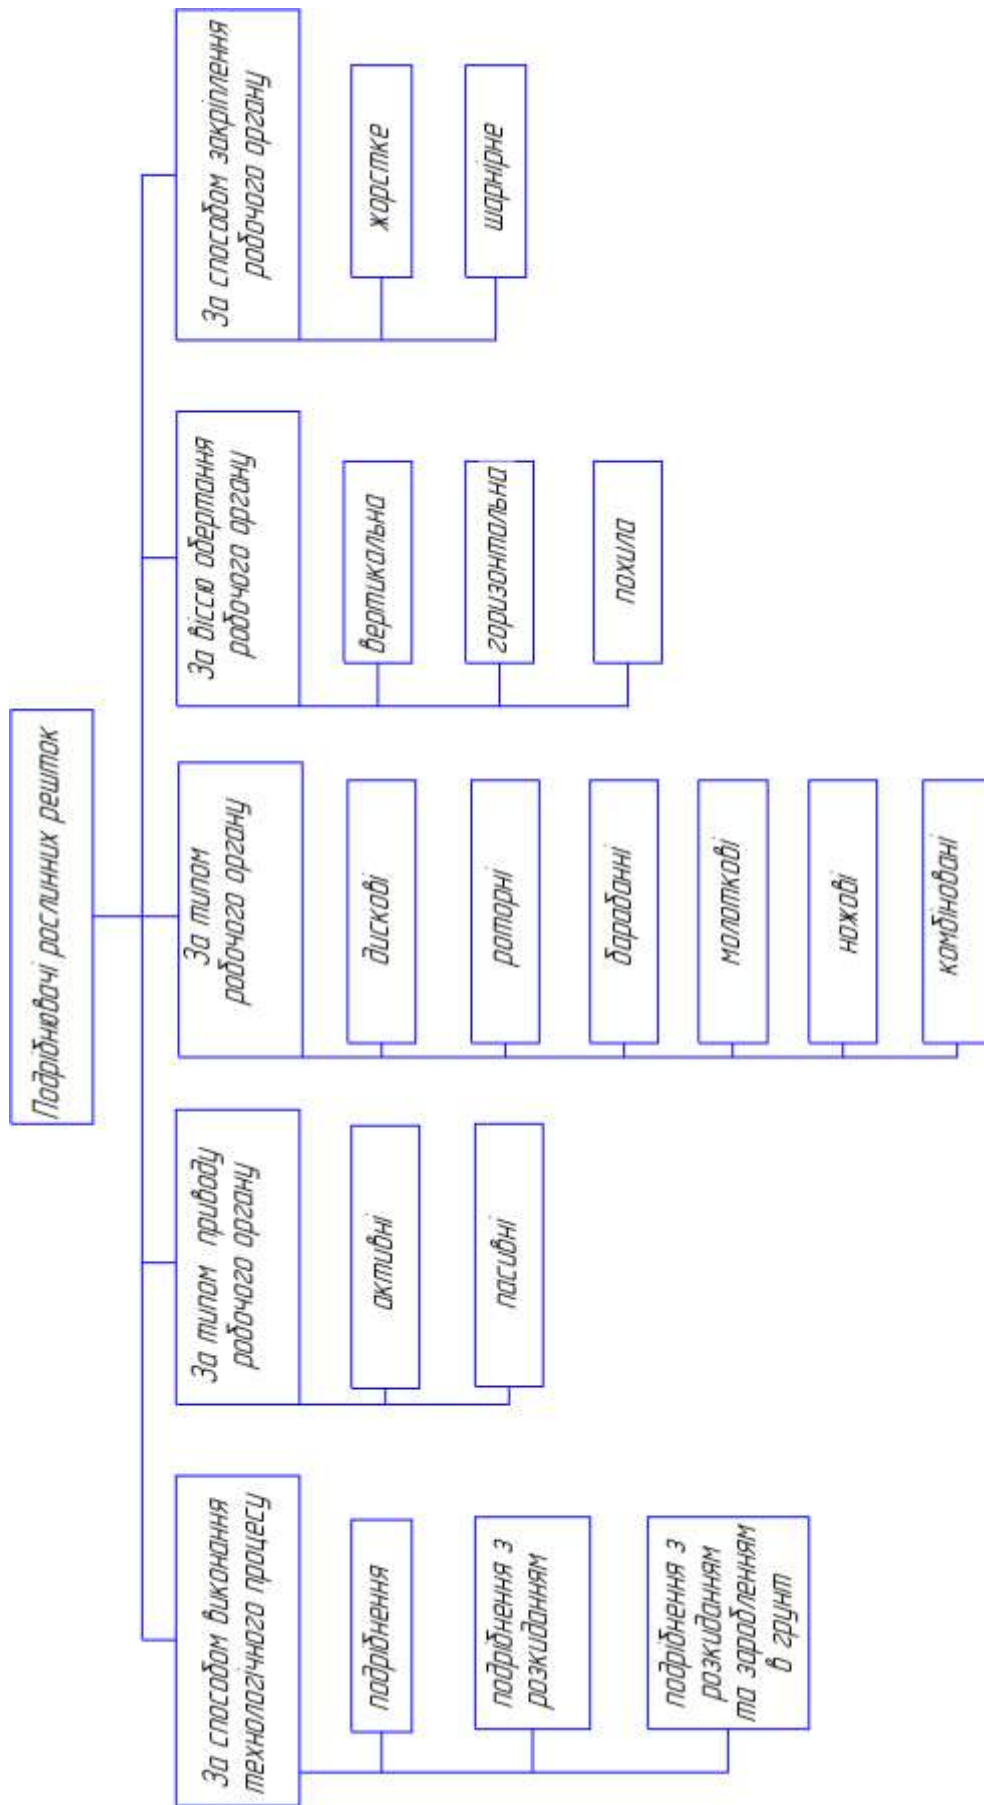 Подрібнювачі рослинних решток
За способом виконання
технологічного процесу
подрібнення
подрібнення з
розкиданням
подрібнення з
розкиданням
та заробленням
в грунт
За типом приводу
робочого органу
активні
пасивні
За типом
робочого органу
дискові
роторні
барабанні
молоткові
ножові
комбіновані
За віссю обертання
робочого органу
вертикальна
горизонтальна
похила
За способом закріплення
робочого органу
жорстке
шарнірне